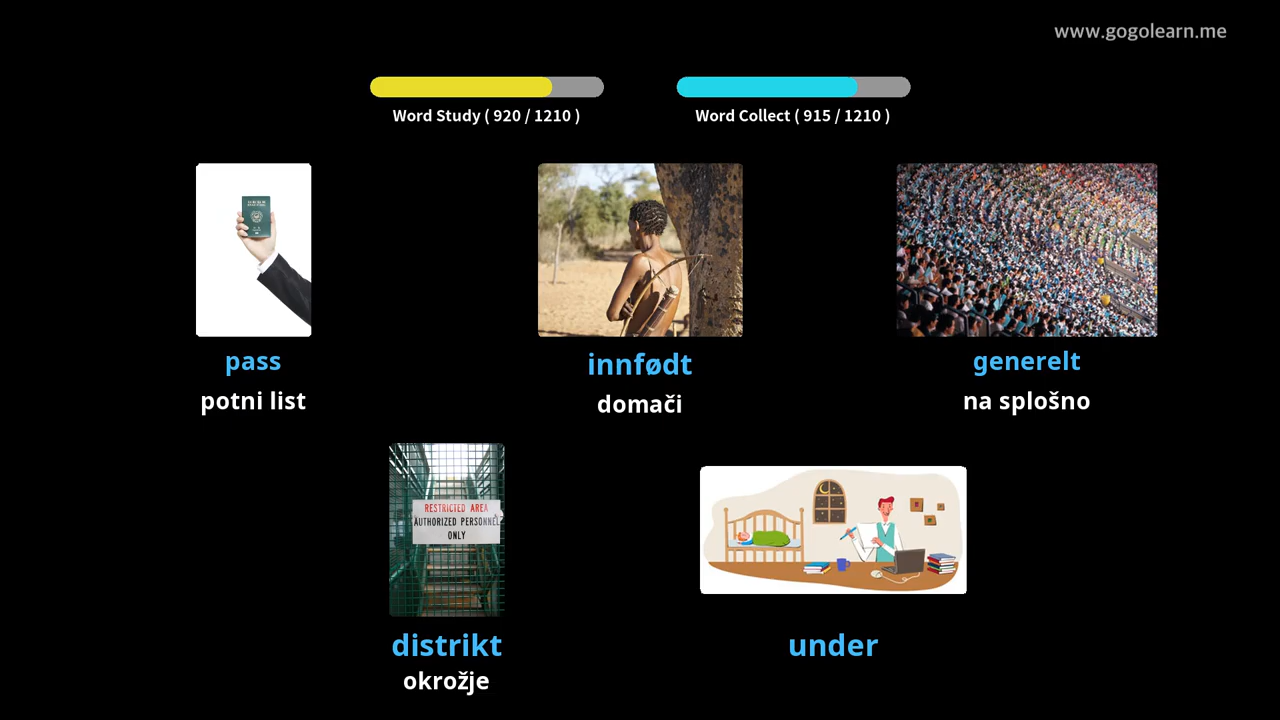 www.gogolearn.me
Word Study ( 920 / 1210 )
Word Collect ( 915 / 1210 )
pass
innfødt
generelt
potni list
domači
na splošno
RESTRICTED AREA
AUTHORIZED PERSONNEL
ONLY
distrikt
under
okrožje